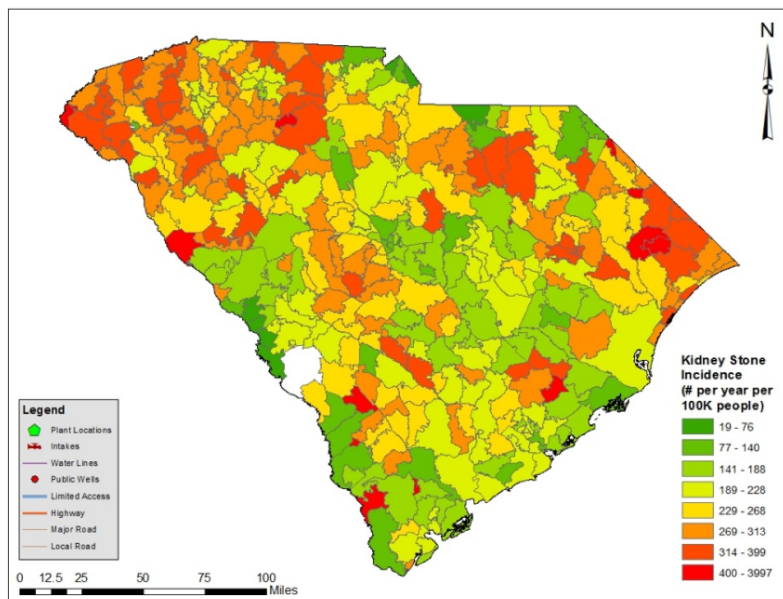 N
Kidney Stone
Incidence
(# per year per
100K people)
19 - 76
77 - 140
141 - 188
189 - 228
229 - 268
269 - 313
314 - 399
400 - 3997
Legend
Plant Locations
Intakes
Water Lines
Public Wells
Limited Access
Highway
Major Road
Local Road
0 12.5 25 50 75 100
Miles